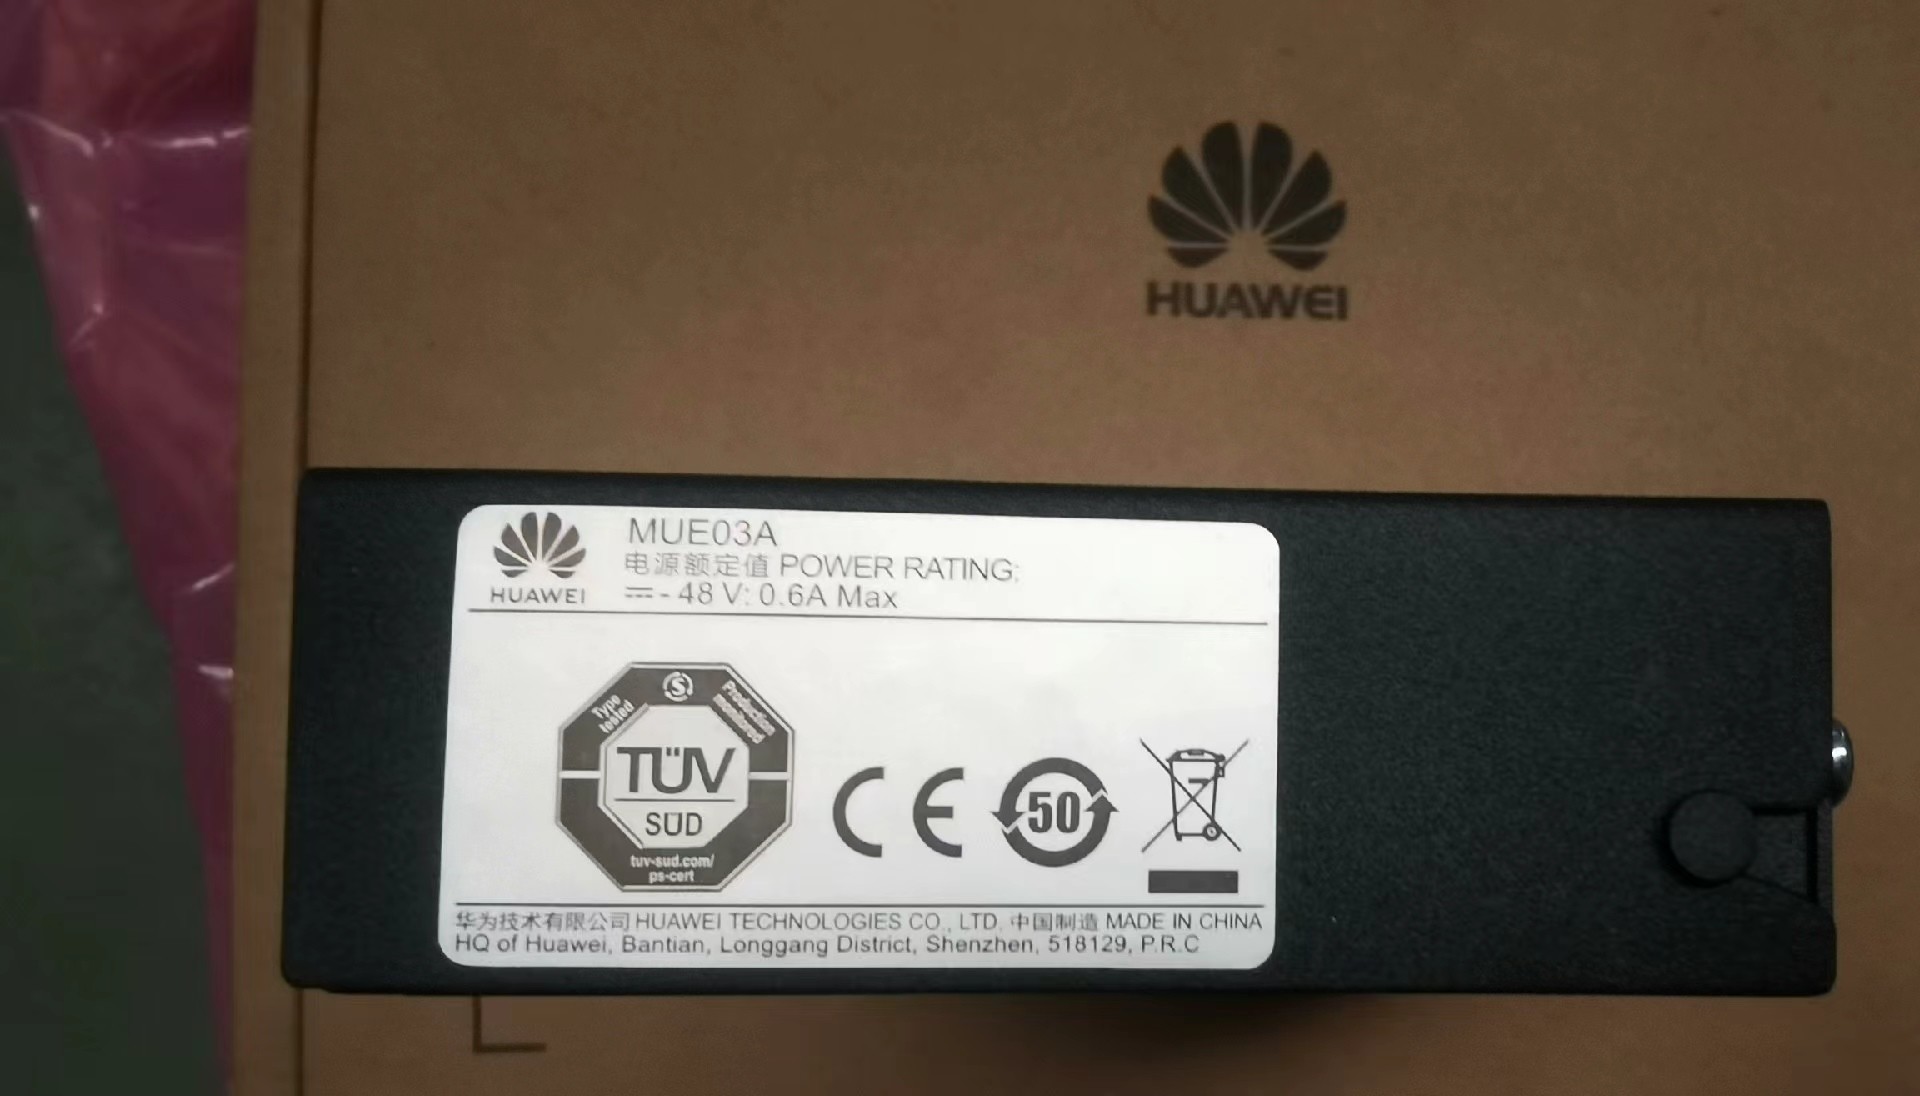 HUAWEI
HUAWEI
MUE03A
电源额定值 POWER RATING:
⎓ - 48 V: 0.6A Max
Type tested
S
Production monitored
TÜV
SÜD
tuv-sud.com/
ps-cert
CE
50
华为技术有限公司 HUAWEI TECHNOLOGIES CO., LTD. 中国制造 MADE IN CHINA
HQ of Huawei, Bantian, Longgang District, Shenzhen, 518129, P.R.C